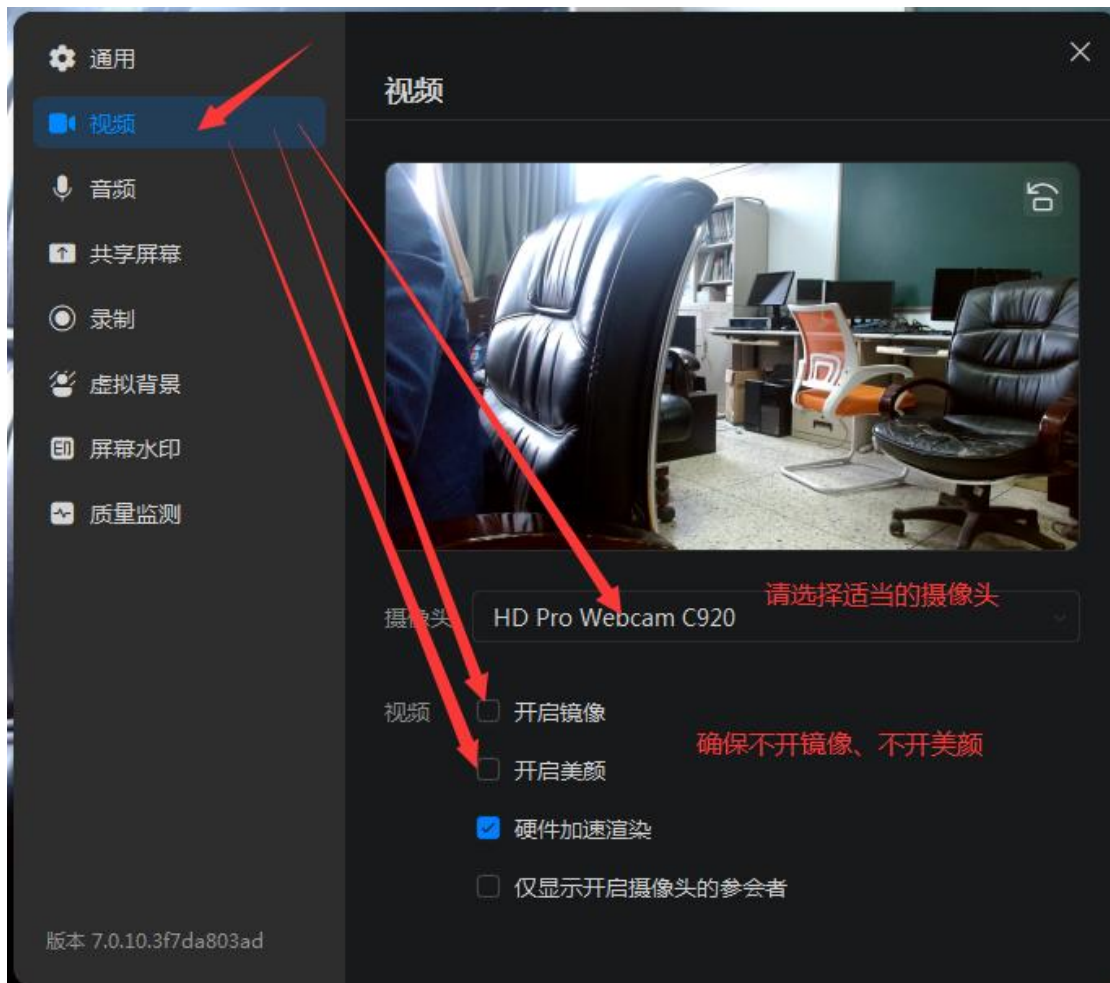 通用
视频
音频
共享屏幕
录制
虚拟背景
屏幕水印
质量监测
版本 7.0.10.3f7da803ad
视频
请选择适当的摄像头
摄像头 HD Pro Webcam C920
视频 开启镜像
确保不开镜像、不开美颜
开启美颜
硬件加速渲染
仅显示开启摄像头的参会者